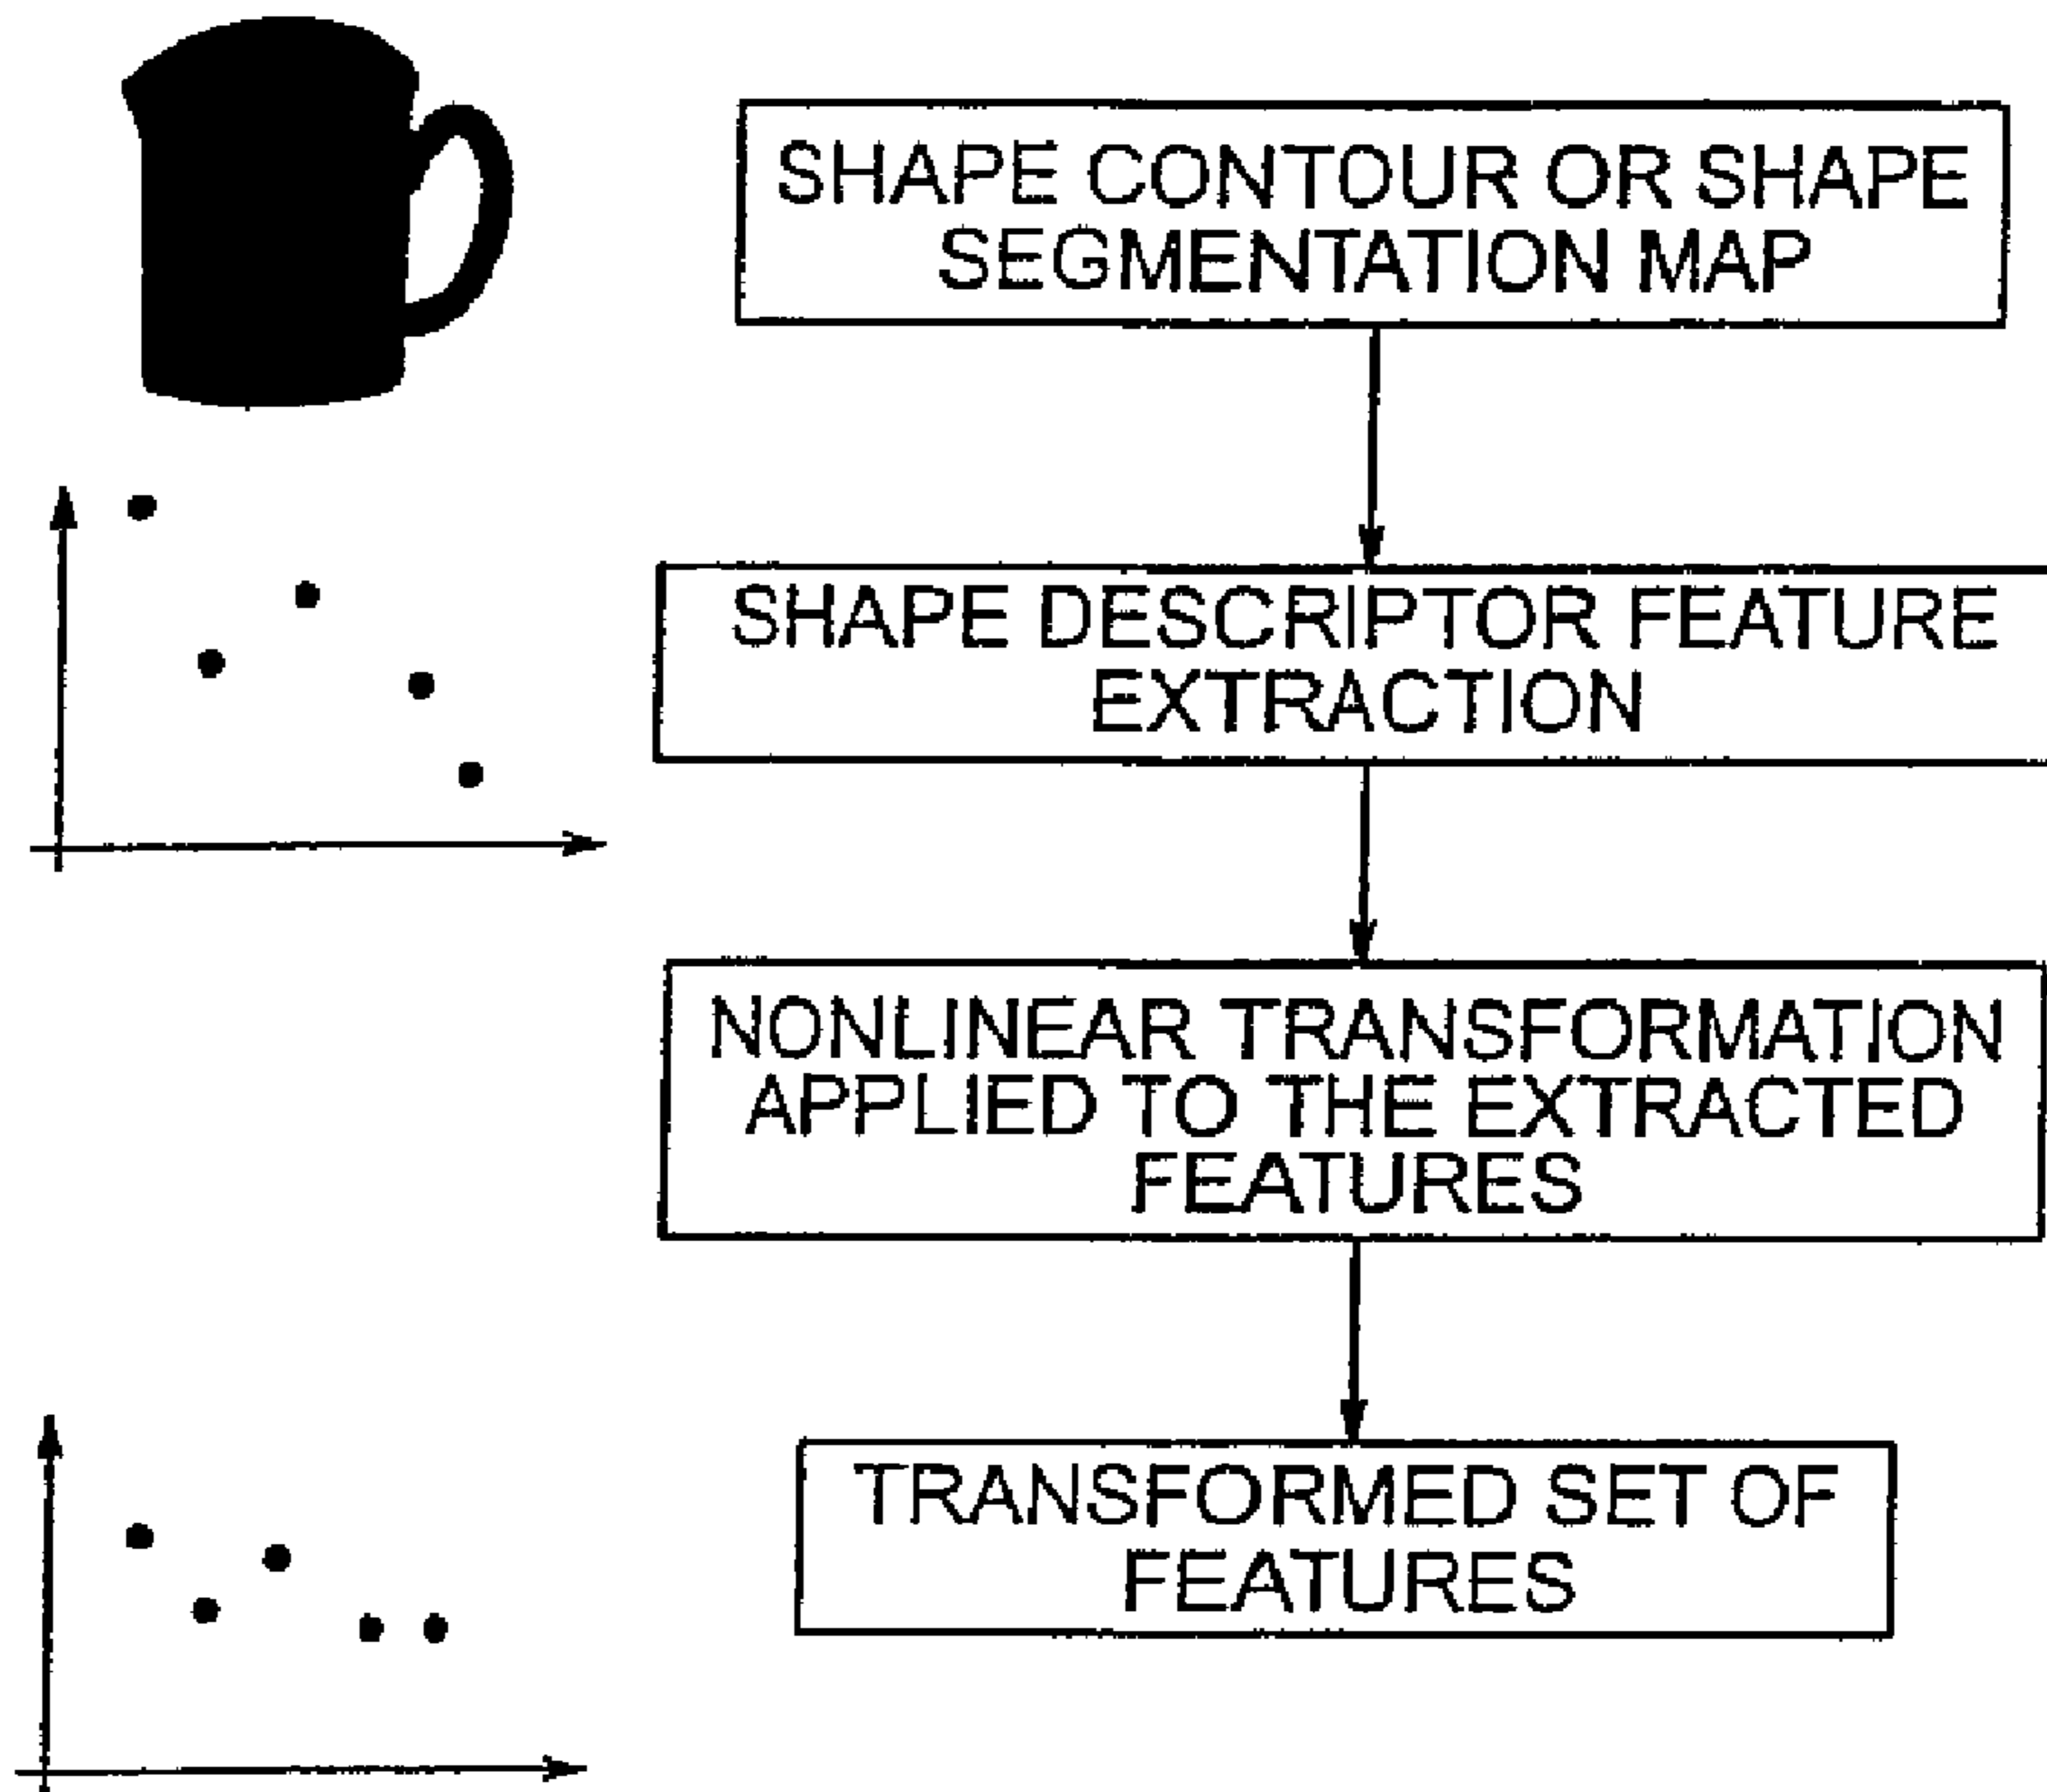 SHAPE CONTOUR OR SHAPE
SEGMENTATION MAP
SHAPE DESCRIPTOR FEATURE
EXTRACTION
NONLINEAR TRANSFORMATION
APPLIED TO THE EXTRACTED
FEATURES
TRANSFORMED SET OF
FEATURES